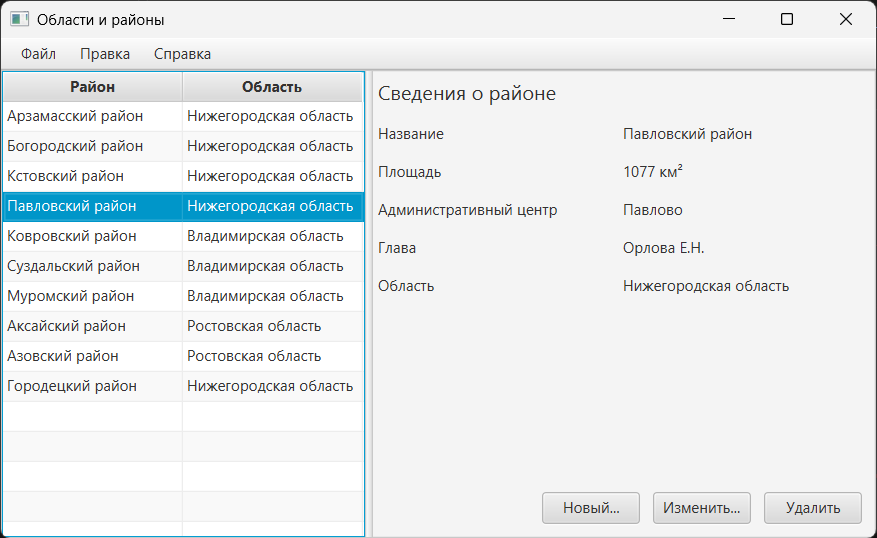 Области и районы
Файл Правка Справка
Район Область
Арзамасский район Нижегородская область
Богородский район Нижегородская область
Кстовский район Нижегородская область
Павловский район Нижегородская область
Ковровский район Владимирская область
Суздальский район Владимирская область
Муромский район Владимирская область
Аксайский район Ростовская область
Азовский район Ростовская область
Городецкий район Нижегородская область
Сведения о районе
Название Павловский район
Площадь 1077 км²
Административный центр Павлово
Глава Орлова Е.Н.
Область Нижегородская область
Новый... Изменить... Удалить